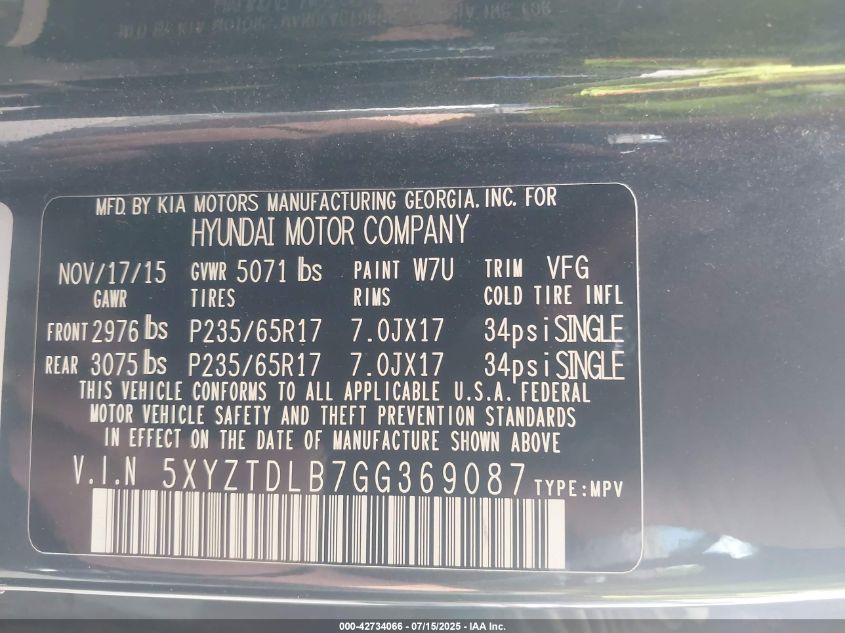 MFD. BY KIA MOTORS MANUFACTURING GEORGIA. INC. FOR
HYUNDAI MOTOR COMPANY
NOV/17/15 GVWR 5071 lbs PAINT W7U TRIM VFG
GAWR TIRES RIMS COLD TIRE INFL
FRONT 2976 lbs P235/65R17 7.0JX17 34psi SINGLE
REAR 3075 lbs P235/65R17 7.0JX17 34psi SINGLE
THIS VEHICLE CONFORMS TO ALL APPLICABLE U.S.A. FEDERAL
MOTOR VEHICLE SAFETY AND THEFT PREVENTION STANDARDS
IN EFFECT ON THE DATE OF MANUFACTURE SHOWN ABOVE
V.I.N 5XYZTDLB7GG369087 TYPE:MPV
000-42734066 - 07/15/2025 - IAA Inc.